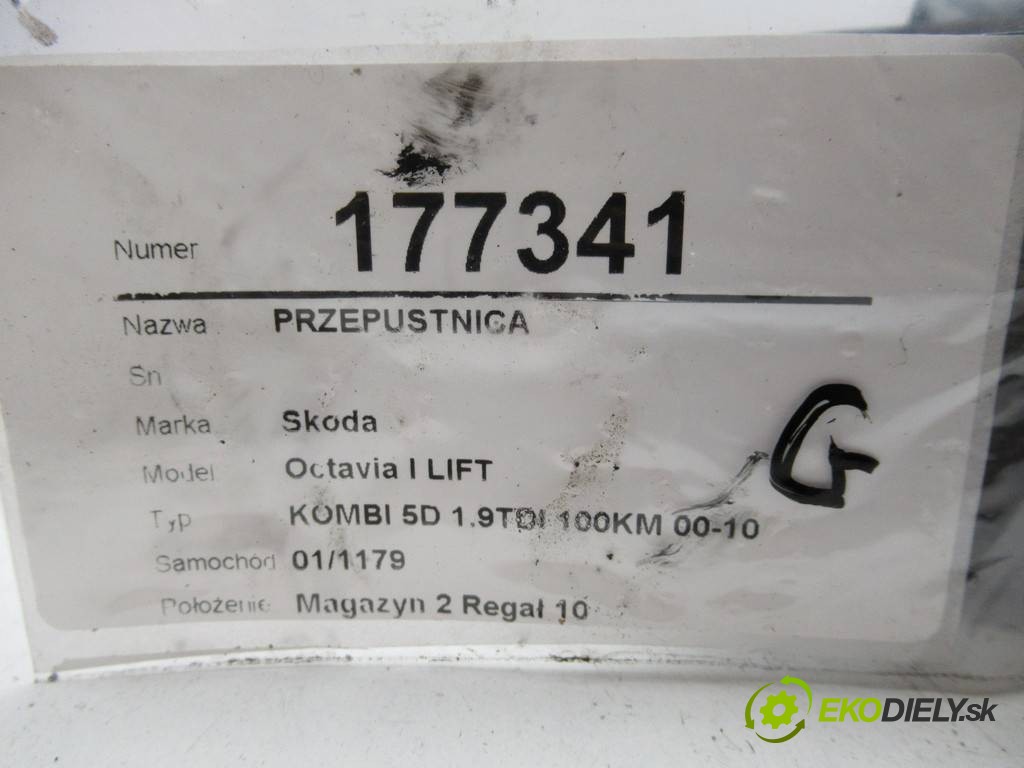 Numer 177341
Nazwa PRZEPUSTNICA
Sn
Marka Skoda
Model Octavia I LIFT
Typ KOMBI 5D 1.9TDI 100KM 00-10
Samochód 01/1179
Położenie Magazyn 2 Regał 10
G
EKODIELY.sk